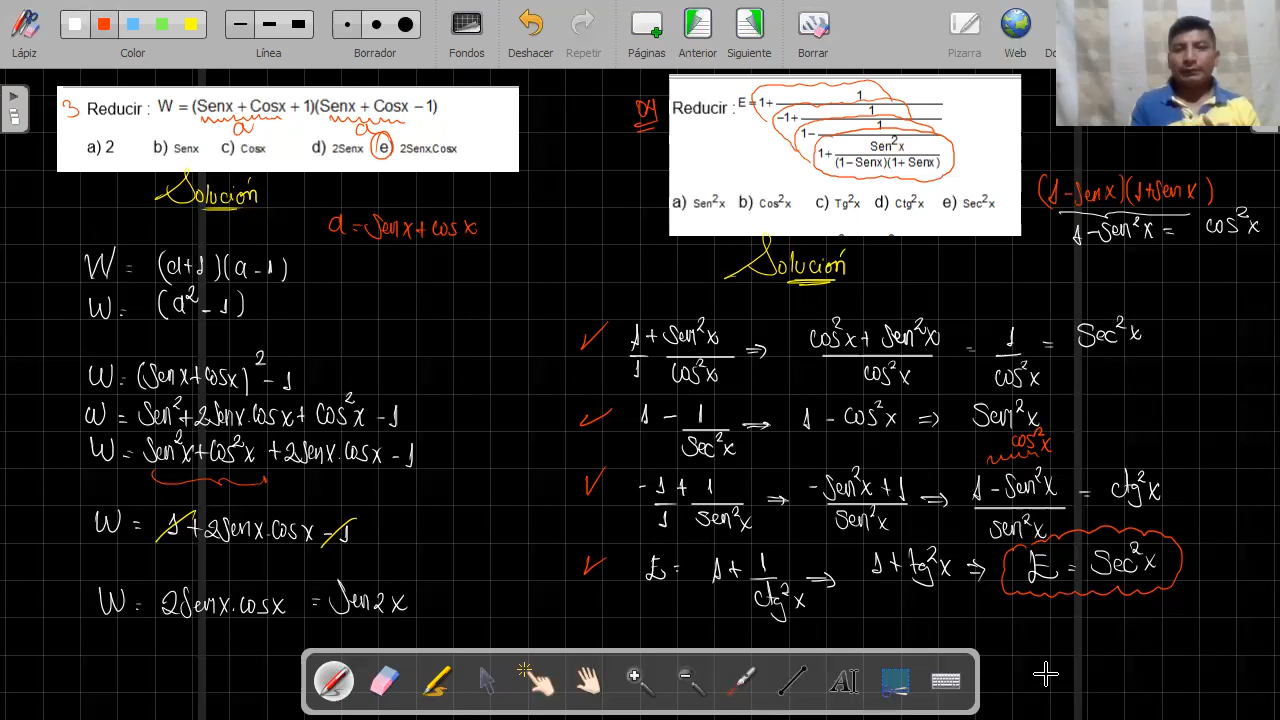 Lápiz Color Línea Borrador Fondos Deshacer Repetir Páginas Anterior Siguiente Borrar Pizarra Web Do
3 Reducir : W = (Senx + Cosx + 1)(Senx + Cosx − 1)
a a
a) 2 b) Senx c) Cosx d) 2Senx e) 2Senx.Cosx
Solución
a = Senx + cosx
W = (a+1)(a-1)
W = (a² - 1)
W = (Senx + cosx)² - 1
W = Sen² + 2Senx.cosx + cos²x - 1
W = Sen²x + cos²x + 2Senx.cosx - 1
W = 1 + 2Senx.cosx - 1
W = 2Senx.cosx = Sen2x
04 Reducir : E = 1+ 1
-1+ 1
1− 1
1+ Sen²x
(1−Senx)(1+Senx)
a) Sen²x b) Cos²x c) Tg²x d) Ctg²x e) Sec²x
(1-Senx)(1+Senx)
1-Sen²x = cos²x
Solución
1/1 + Sen²x/cos²x ⇒ cos²x + Sen²x/cos²x = 1/cos²x = Sec²x
1 - 1/Sec²x ⇒ 1 - cos²x ⇒ Sen²x
cos²x
-1/1 + 1/Sen²x ⇒ -Sen²x + 1/Sen²x ⇒ 1 - Sen²x/sen²x = ctg²x
E = 1 + 1/ctg²x ⇒ 1 + tg²x ⇒ E = Sec²x
AI